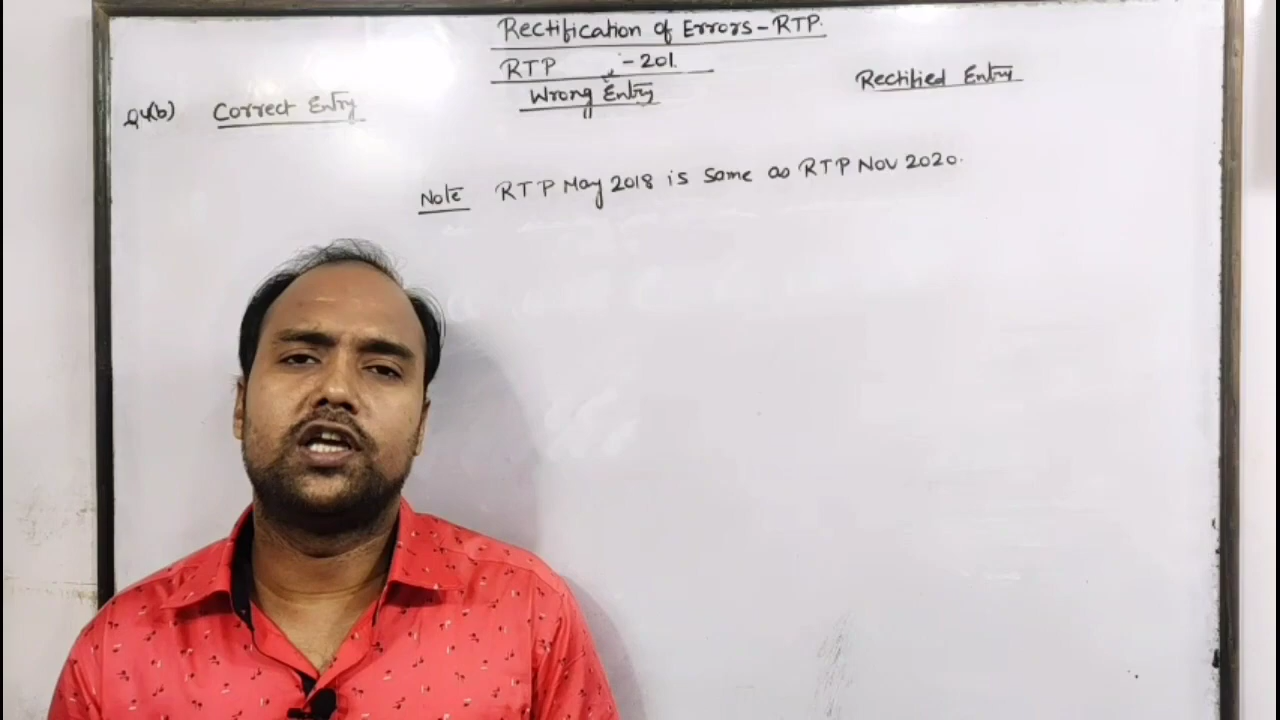 Rectification of Errors - RTP.
RTP - 201
Q4(b) Correct Entry Wrong Entry Rectified Entry
Note RTP May 2018 is same as RTP Nov 2020.